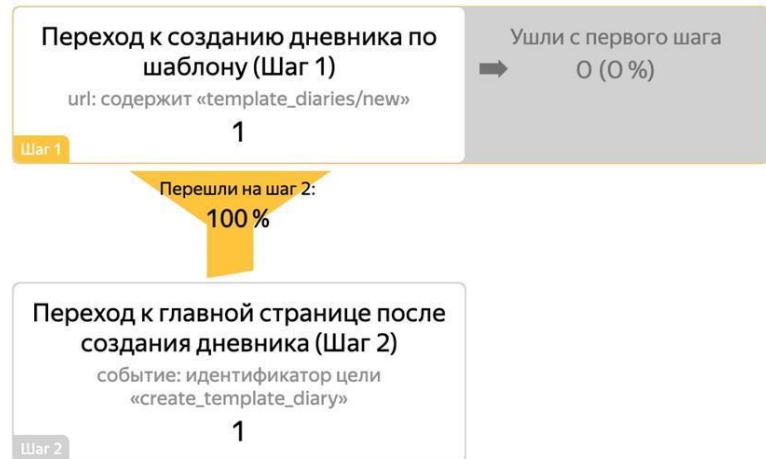 Переход к созданию дневника по
шаблону (Шаг 1)
url: содержит «template_diaries/new»
1
Шаг 1
Ушли с первого шага
0 (0 %)
Перешли на шаг 2:
100 %
Переход к главной странице после
создания дневника (Шаг 2)
событие: идентификатор цели
«create_template_diary»
1
Шаг 2